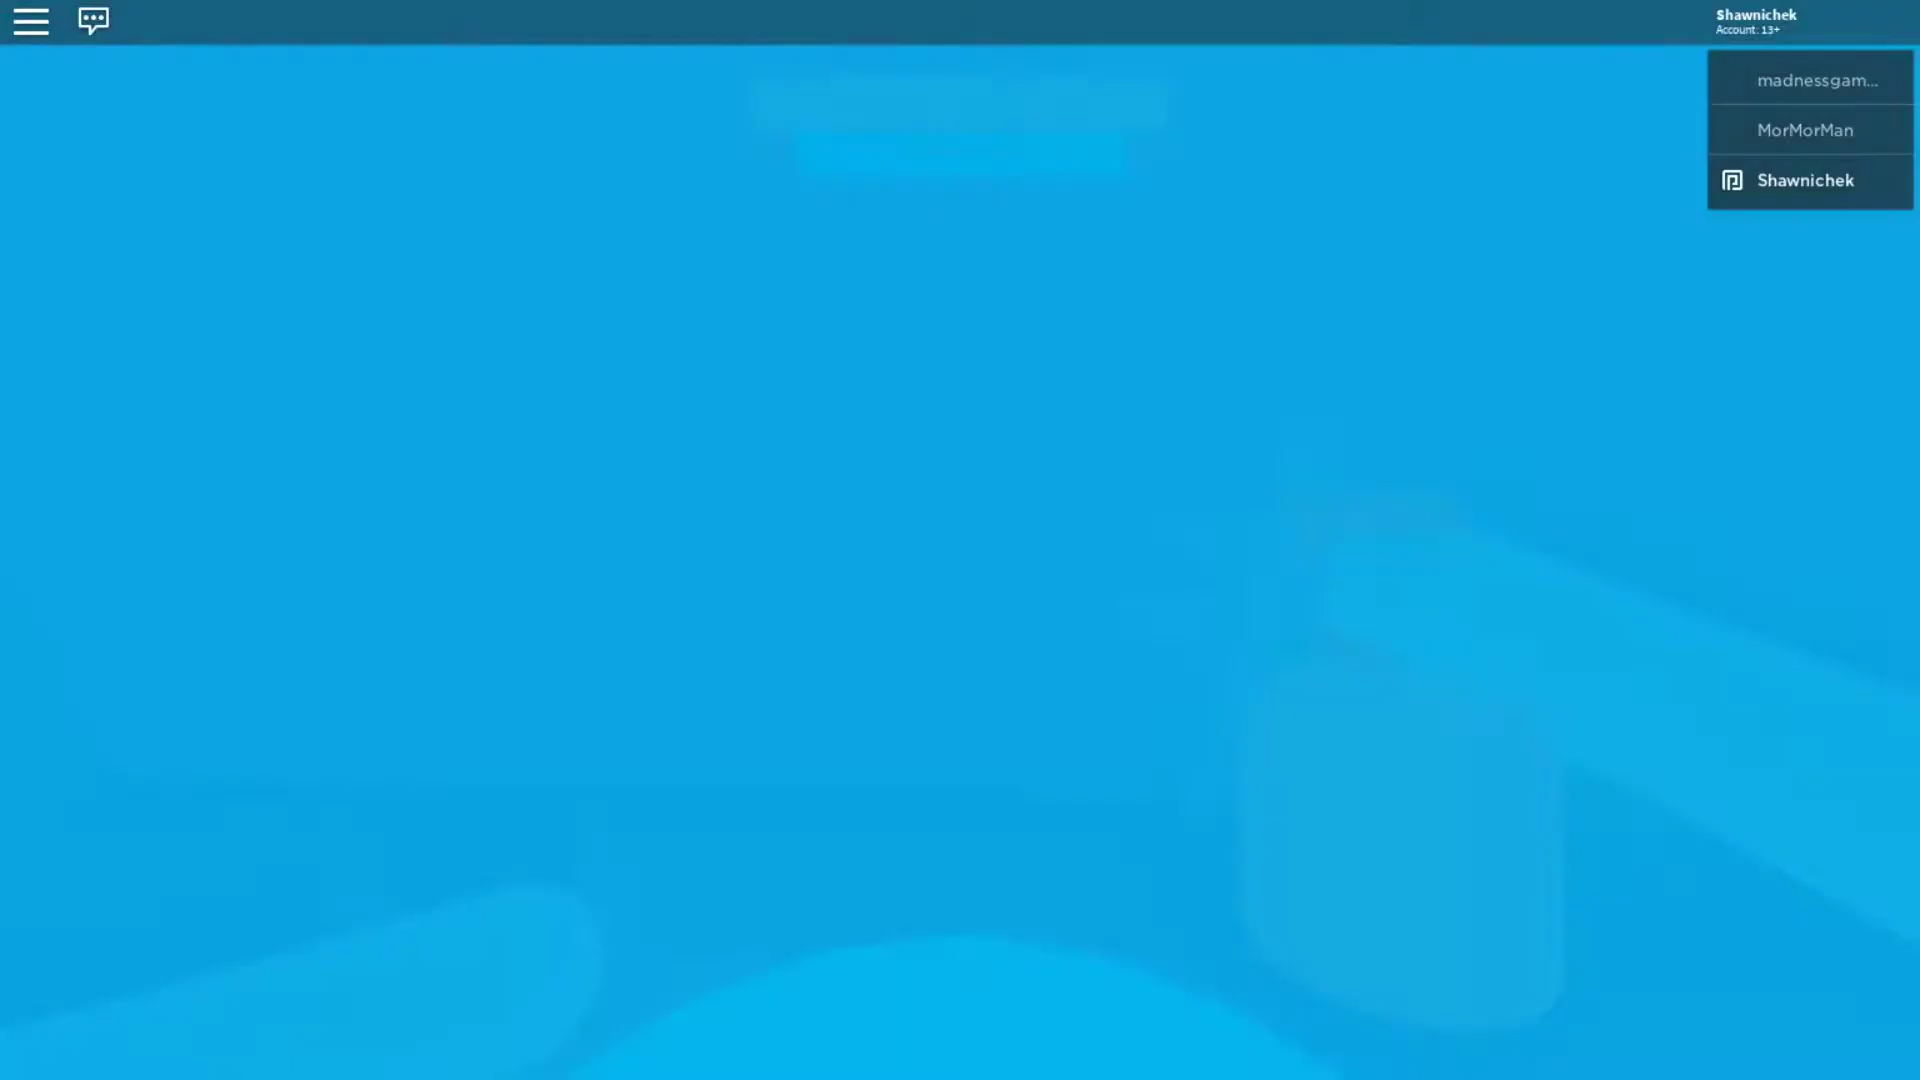 Shawnichek
Account: 13+
madnessgam...
MorMorMan
Shawnichek